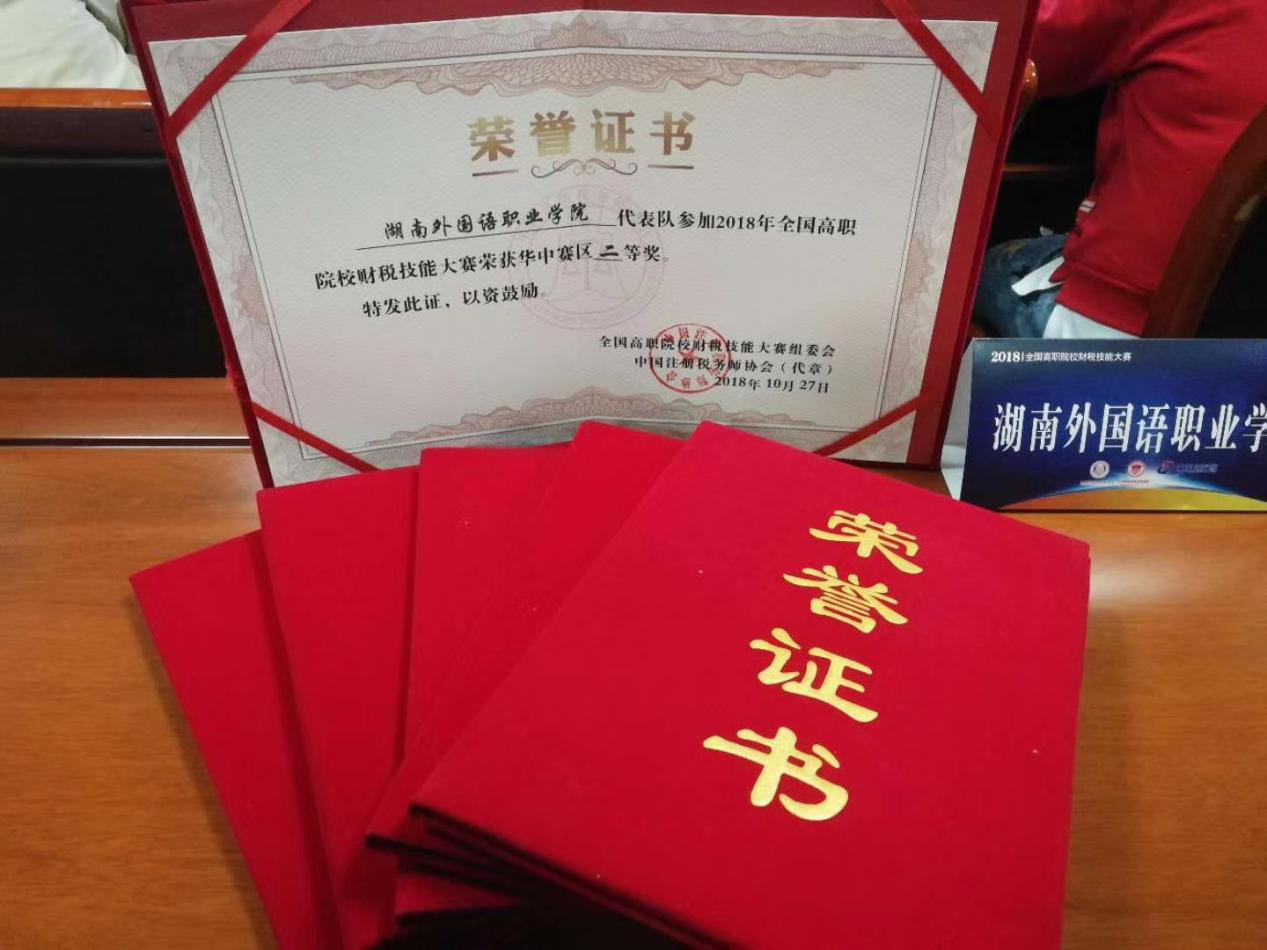 荣誉证书
湖南外国语职业学院 代表队参加2018年全国高职
院校财税技能大赛荣获华中赛区二等奖。
特发此证，以资鼓励。
全国高职院校财税技能大赛组委会
中国注册税务师协会（代章）
2018年10月27日
2018 全国高职院校财税技能大赛
湖南外国语职业学
荣誉证书